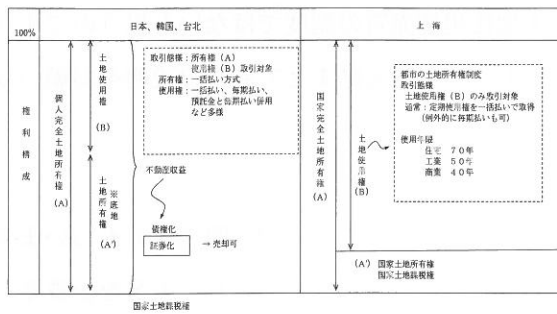 100%
日本、韓国、台北
上海
権利構成
個人完全土地所有権
(A)
土地使用権
(B)
土地所有権
※底地
(A')
取引態様：所有権（A）
使用権（B）取引対象
所有権：一括払い方式
使用権：一括払い、毎期払い、
預託金と毎期払い併用
など多様
不動産収益
債権化
証券化
→売却可
国家完全土地所有権
(A)
土地使用権
(B)
都市の土地所有権制度
取引態様
土地使用権（B）のみ取引対象
通常：定期使用権を一括払いで取得
（例外的に毎期払いも可）
使用年限
住宅 70年
工業 50年
商業 40年
(A') 国家土地所有権
国家土地課税権
国家土地課税権